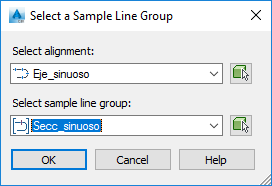 Select a Sample Line Group
Select alignment:
Eje_sinuoso
Select sample line group:
Secc_sinuoso
OK
Cancel
Help